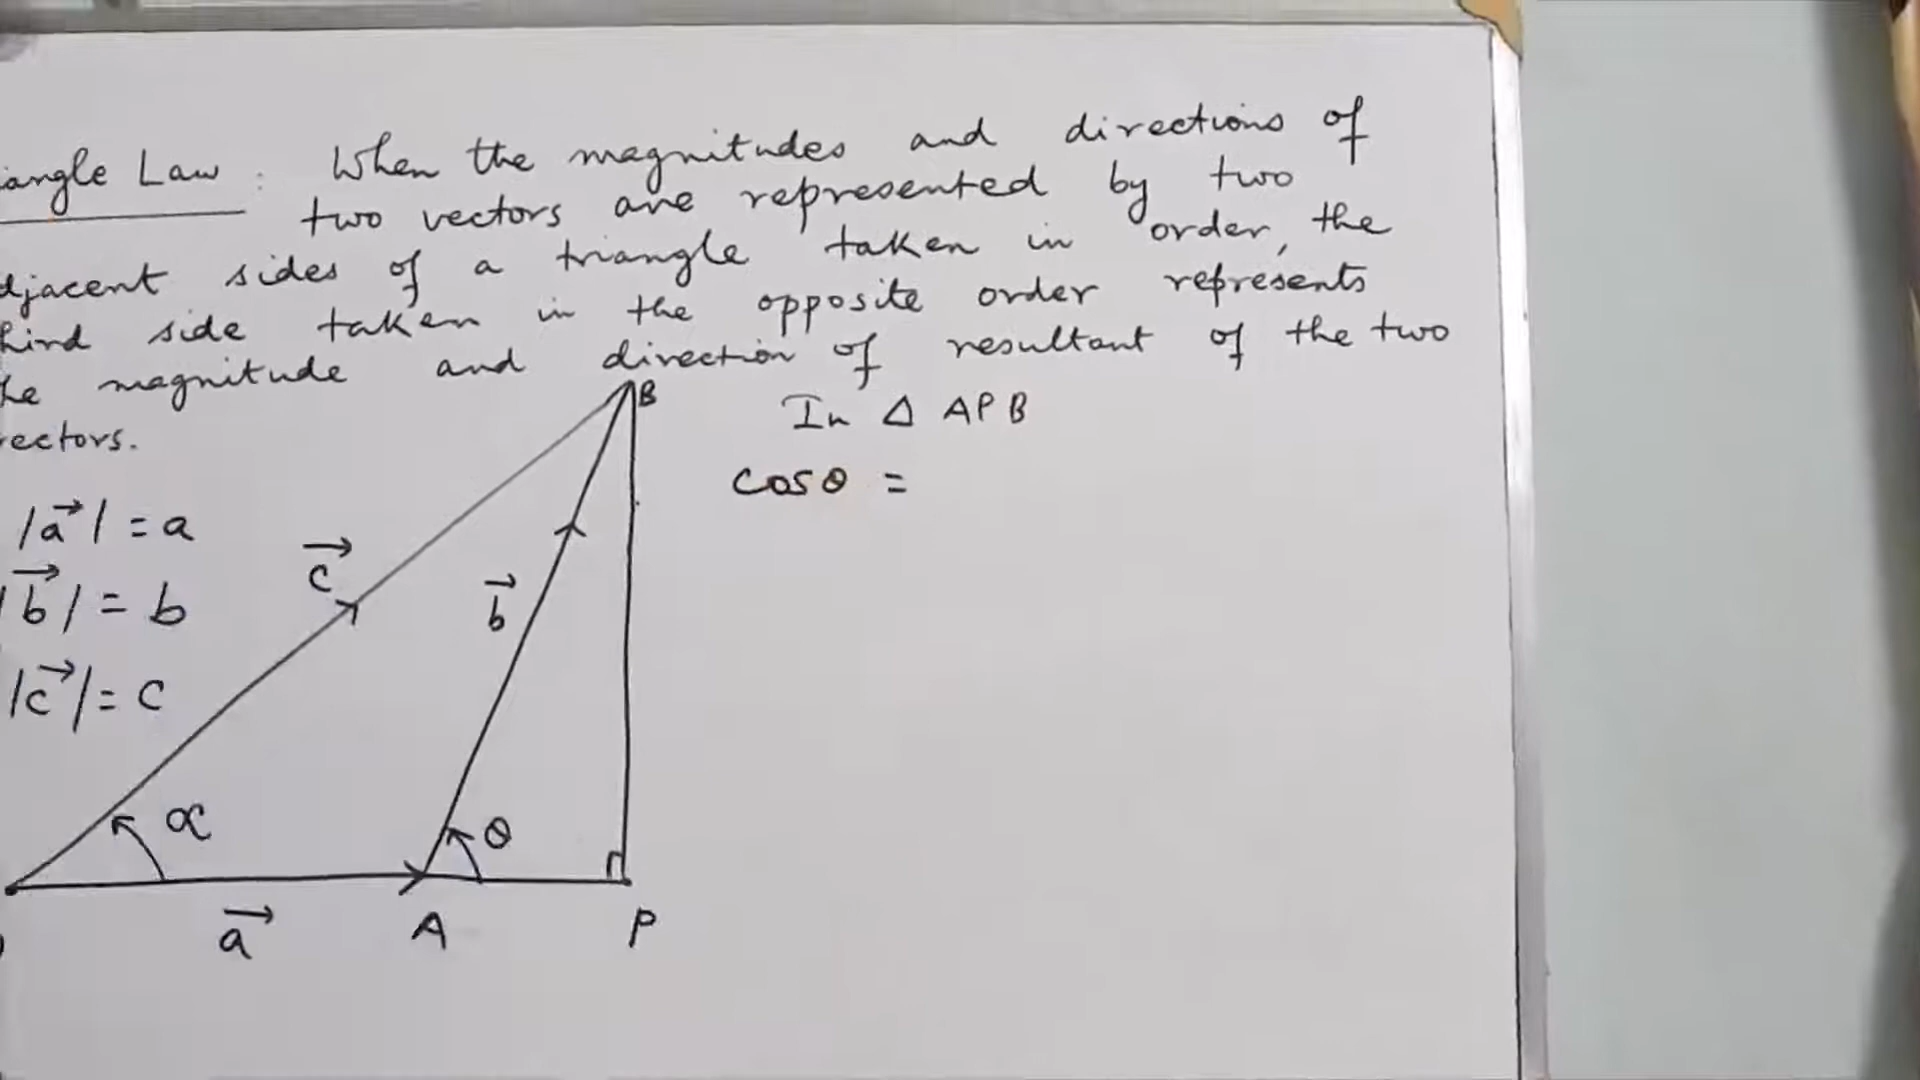 angle Law : When the magnitudes and directions of
two vectors are represented by two
djacent sides of a triangle taken in order, the
hird side taken in the opposite order represents
he magnitude and direction of resultant of the two
vectors.
B
In Δ APB
cosθ =
|a⃗| = a
|b⃗| = b
|c⃗| = c
c⃗
b⃗
α
θ
a⃗
A
P